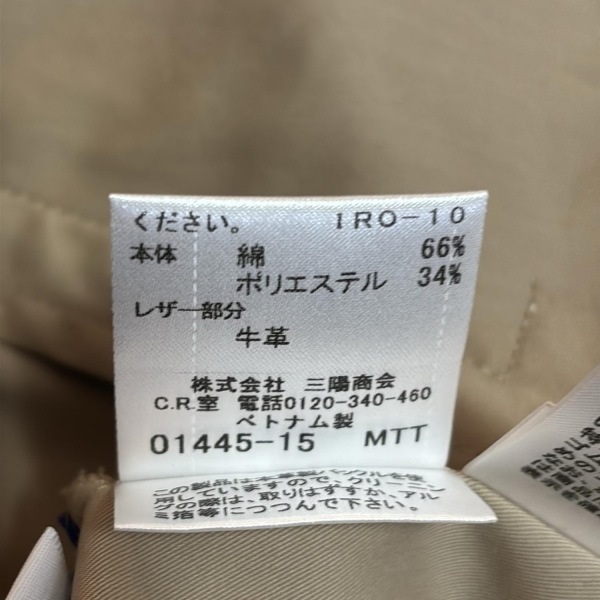 ください。 IRO-10
本体 綿 66%
ポリエステル 34%
レザー部分
牛革
株式会社 三陽商会
C.R.室 電話0120-340-460
ベトナム製
01445-15 MTT
この製品は本革製バックルを使
用していますので、クリーニン
グの際は、取りはずすか、アル
ミ箔等につつんで下さい。